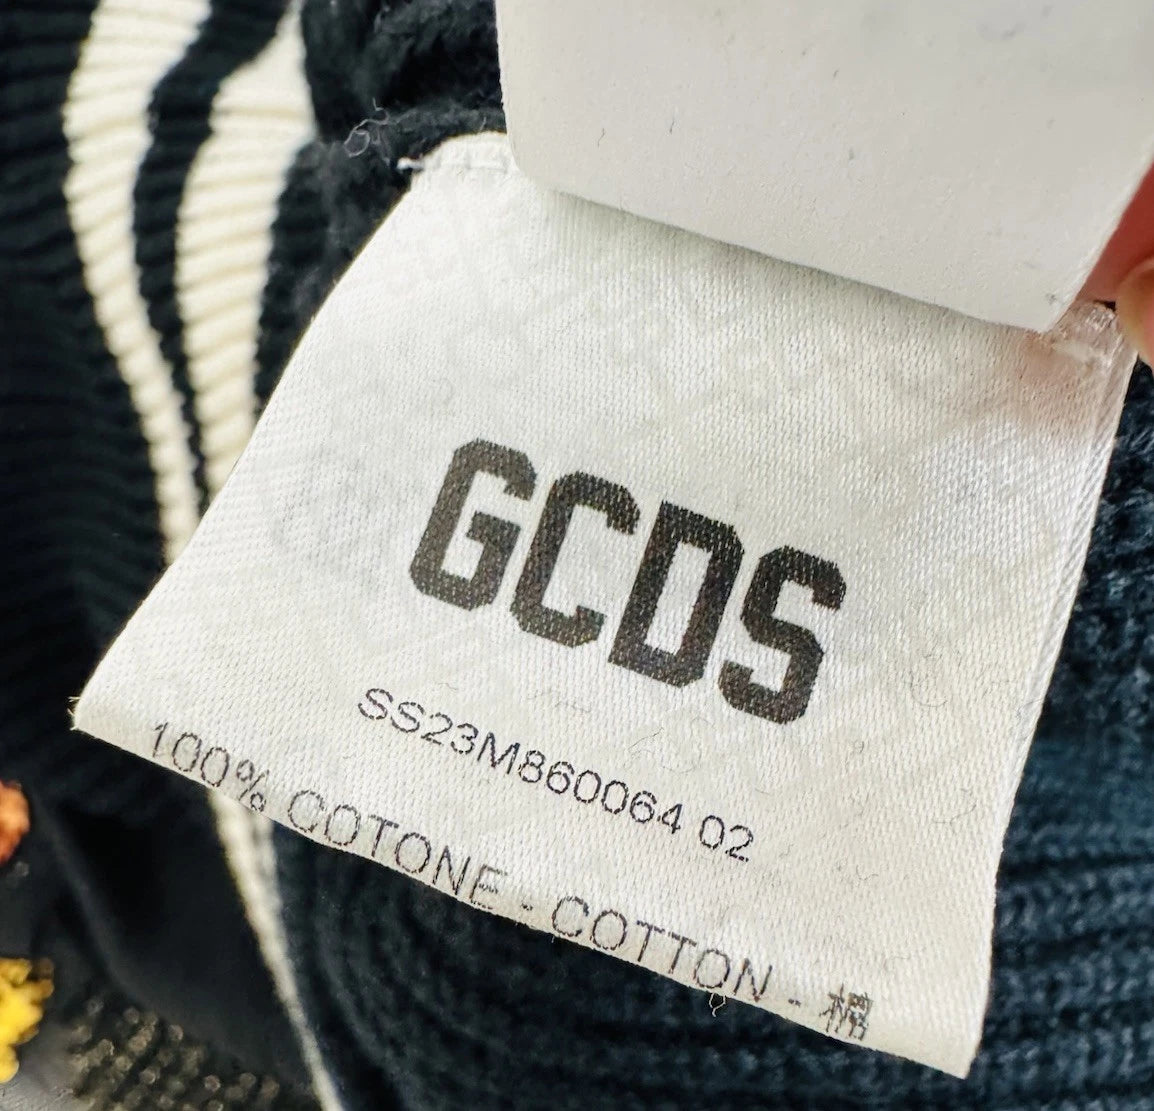 GCDS
SS23M860064 02
100% COTONE - COTTON - 棉